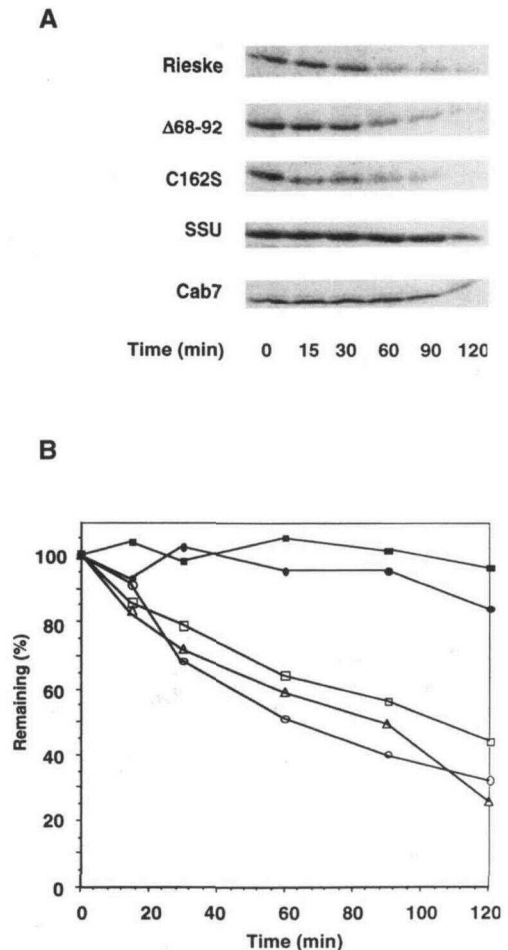 A
Rieske
Δ68-92
C162S
SSU
Cab7
Time (min) 0 15 30 60 90 120
B
Remaining (%)
100
80
60
40
20
0
0 20 40 60 80 100 120
Time (min)